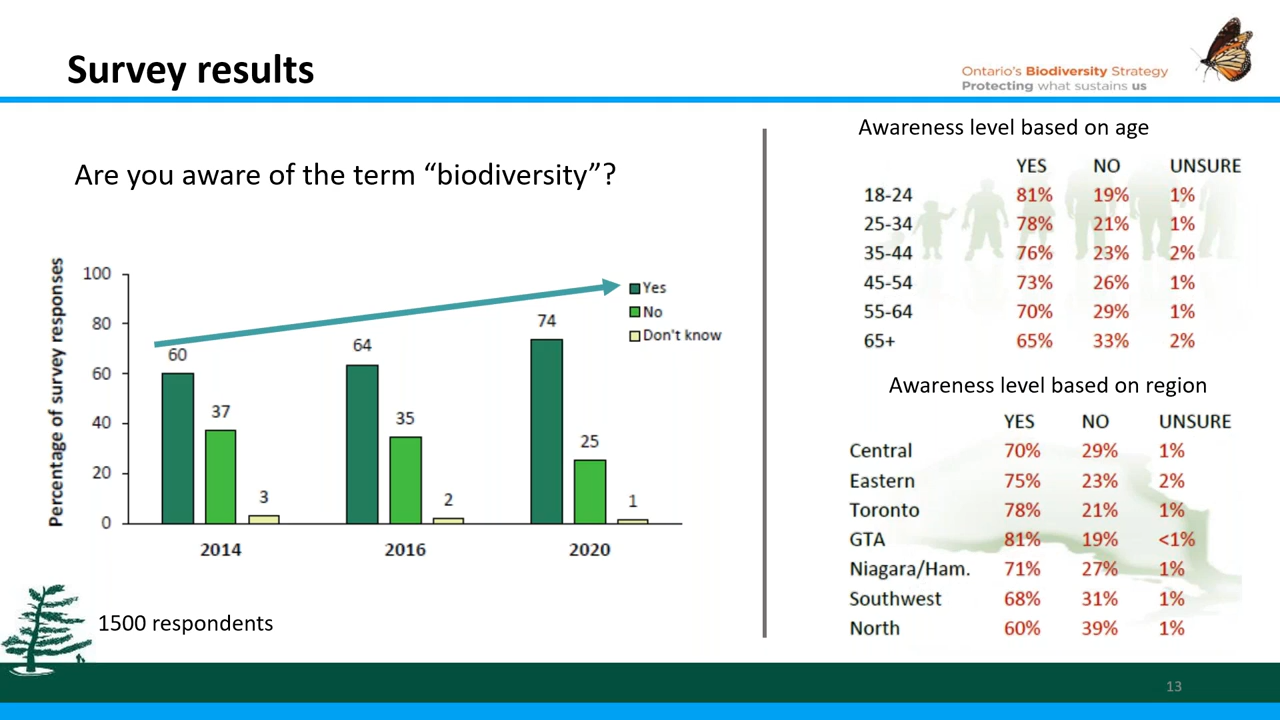 Survey results
Ontario's Biodiversity Strategy
Protecting what sustains us
Are you aware of the term “biodiversity”?
Percentage of survey responses
100
80
60
40
20
0
60
37
3
64
35
2
74
25
1
2014
2016
2020
Yes
No
Don't know
1500 respondents
Awareness level based on age
YES NO UNSURE
18-24 81% 19% 1%
25-34 78% 21% 1%
35-44 76% 23% 2%
45-54 73% 26% 1%
55-64 70% 29% 1%
65+ 65% 33% 2%
Awareness level based on region
YES NO UNSURE
Central 70% 29% 1%
Eastern 75% 23% 2%
Toronto 78% 21% 1%
GTA 81% 19% <1%
Niagara/Ham. 71% 27% 1%
Southwest 68% 31% 1%
North 60% 39% 1%
13